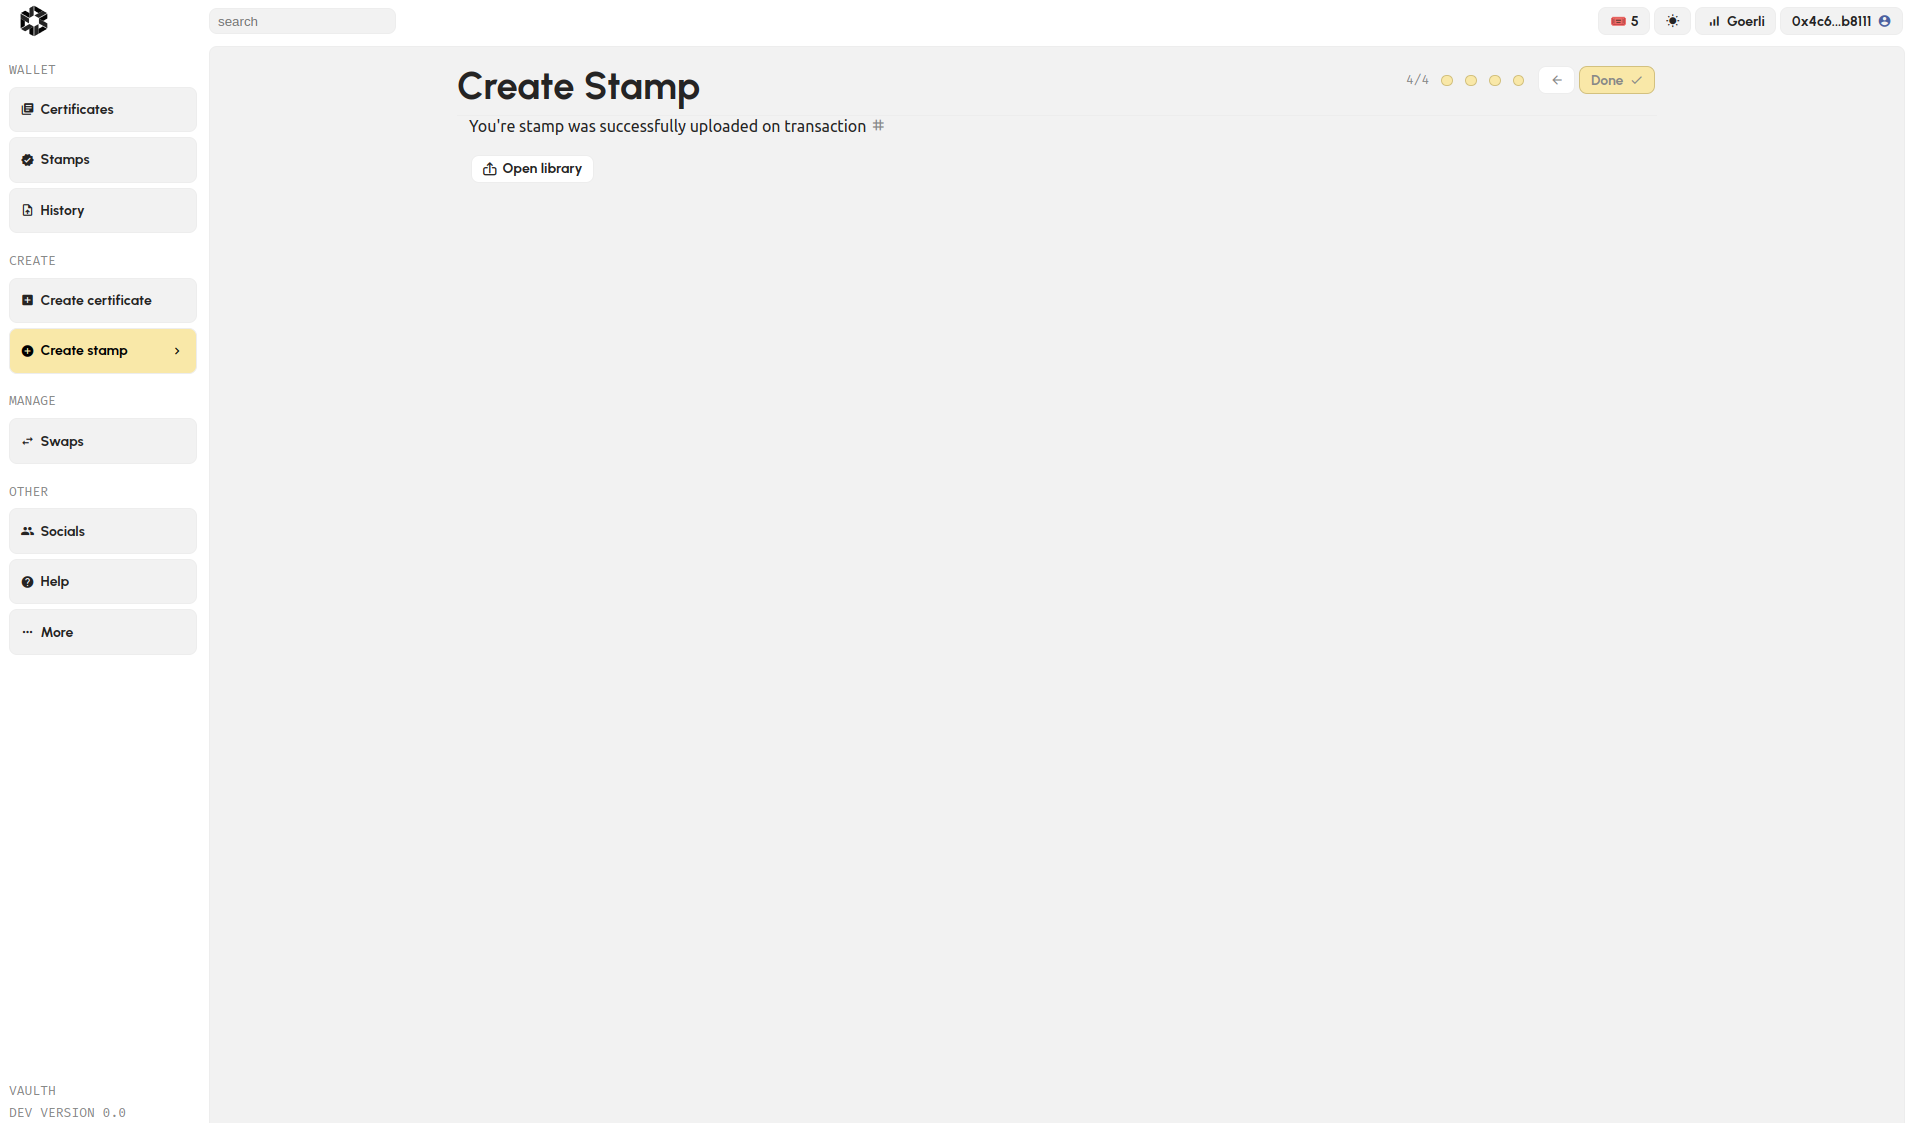 search
5
Goerli
0x4c6...b8111
WALLET
Certificates
Stamps
History
CREATE
Create certificate
Create stamp
MANAGE
Swaps
OTHER
Socials
Help
More
VAULTH
DEV VERSION 0.0
Create Stamp
4/4
Done
You're stamp was successfully uploaded on transaction #
Open library